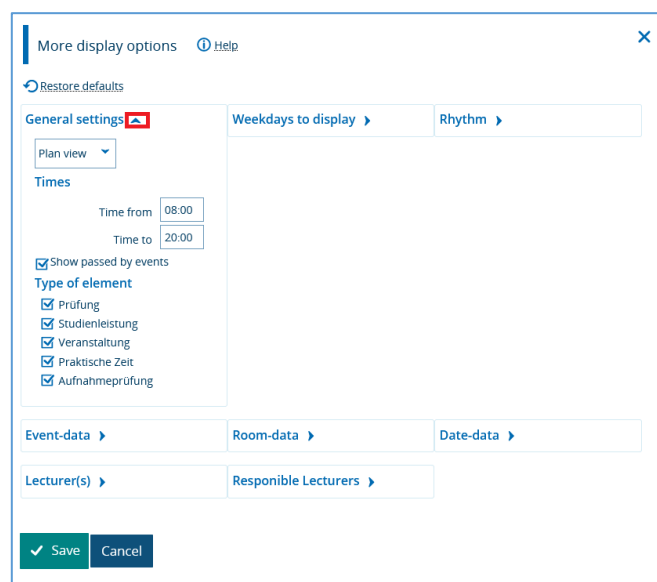 More display options Help
Restore defaults
General settings Weekdays to display Rhythm
Plan view
Times
Time from 08:00
Time to 20:00
Show passed by events
Type of element
Prüfung
Studienleistung
Veranstaltung
Praktische Zeit
Aufnahmeprüfung
Event-data Room-data Date-data
Lecturer(s) Responible Lecturers
Save Cancel